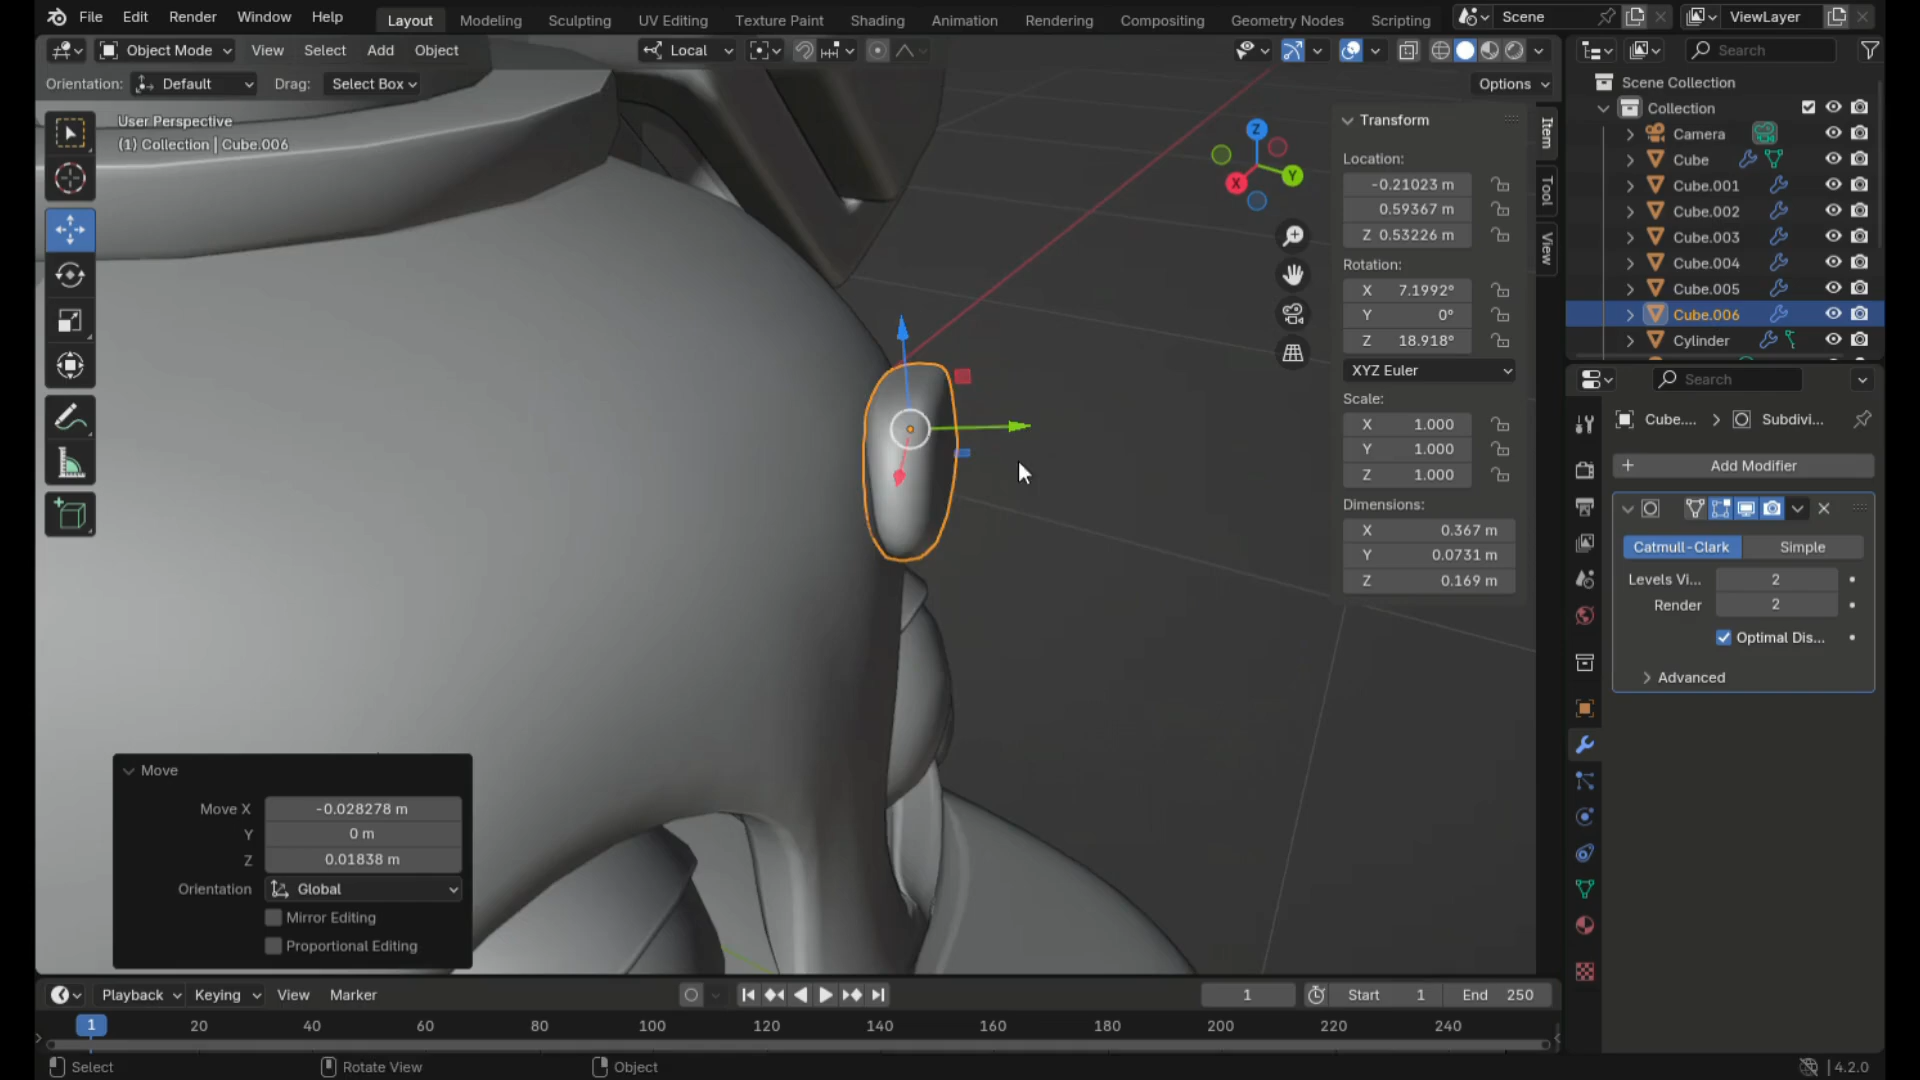 File Edit Render Window Help Layout Modeling Sculpting UV Editing Texture Paint Shading Animation Rendering Compositing Geometry Nodes Scripting Scene ViewLayer
Object Mode View Select Add Object Local Search
Orientation: Default Drag: Select Box Options
User Perspective
(1) Collection | Cube.006
Z
Y
X
Transform
Location:
-0.21023 m
0.59367 m
Z 0.53226 m
Rotation:
X 7.1992°
Y 0°
Z 18.918°
XYZ Euler
Scale:
X 1.000
Y 1.000
Z 1.000
Dimensions:
X 0.367 m
Y 0.0731 m
Z 0.169 m
Item
Tool
View
Scene Collection
Collection
Camera
Cube
Cube.001
Cube.002
Cube.003
Cube.004
Cube.005
Cube.006
Cylinder
Search
Cube.... Subdivi...
Add Modifier
Catmull-Clark Simple
Levels Vi... 2
Render 2
Optimal Dis...
Advanced
Move
Move X -0.028278 m
Y 0 m
Z 0.01838 m
Orientation Global
Mirror Editing
Proportional Editing
Playback Keying View Marker 1 Start 1 End 250
1 20 40 60 80 100 120 140 160 180 200 220 240
Select Rotate View Object 4.2.0